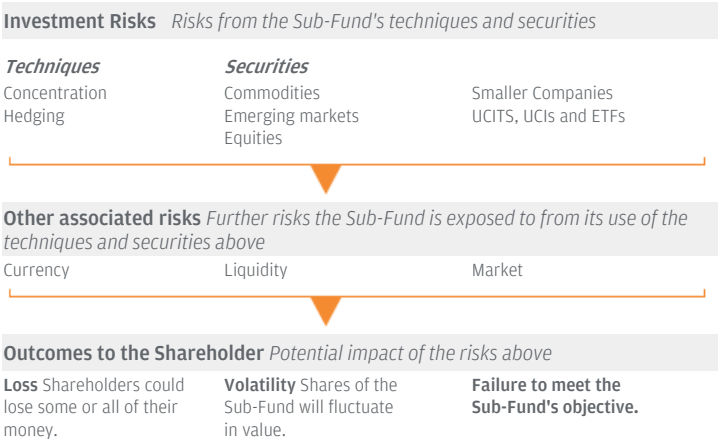 Investment Risks Risks from the Sub-Fund's techniques and securities
Techniques Securities
Concentration Commodities Smaller Companies
Hedging Emerging markets UCITS, UCIs and ETFs
Equities
Other associated risks Further risks the Sub-Fund is exposed to from its use of the
techniques and securities above
Currency Liquidity Market
Outcomes to the Shareholder Potential impact of the risks above
Loss Shareholders could
lose some or all of their
money.
Volatility Shares of the
Sub-Fund will fluctuate
in value.
Failure to meet the
Sub-Fund's objective.